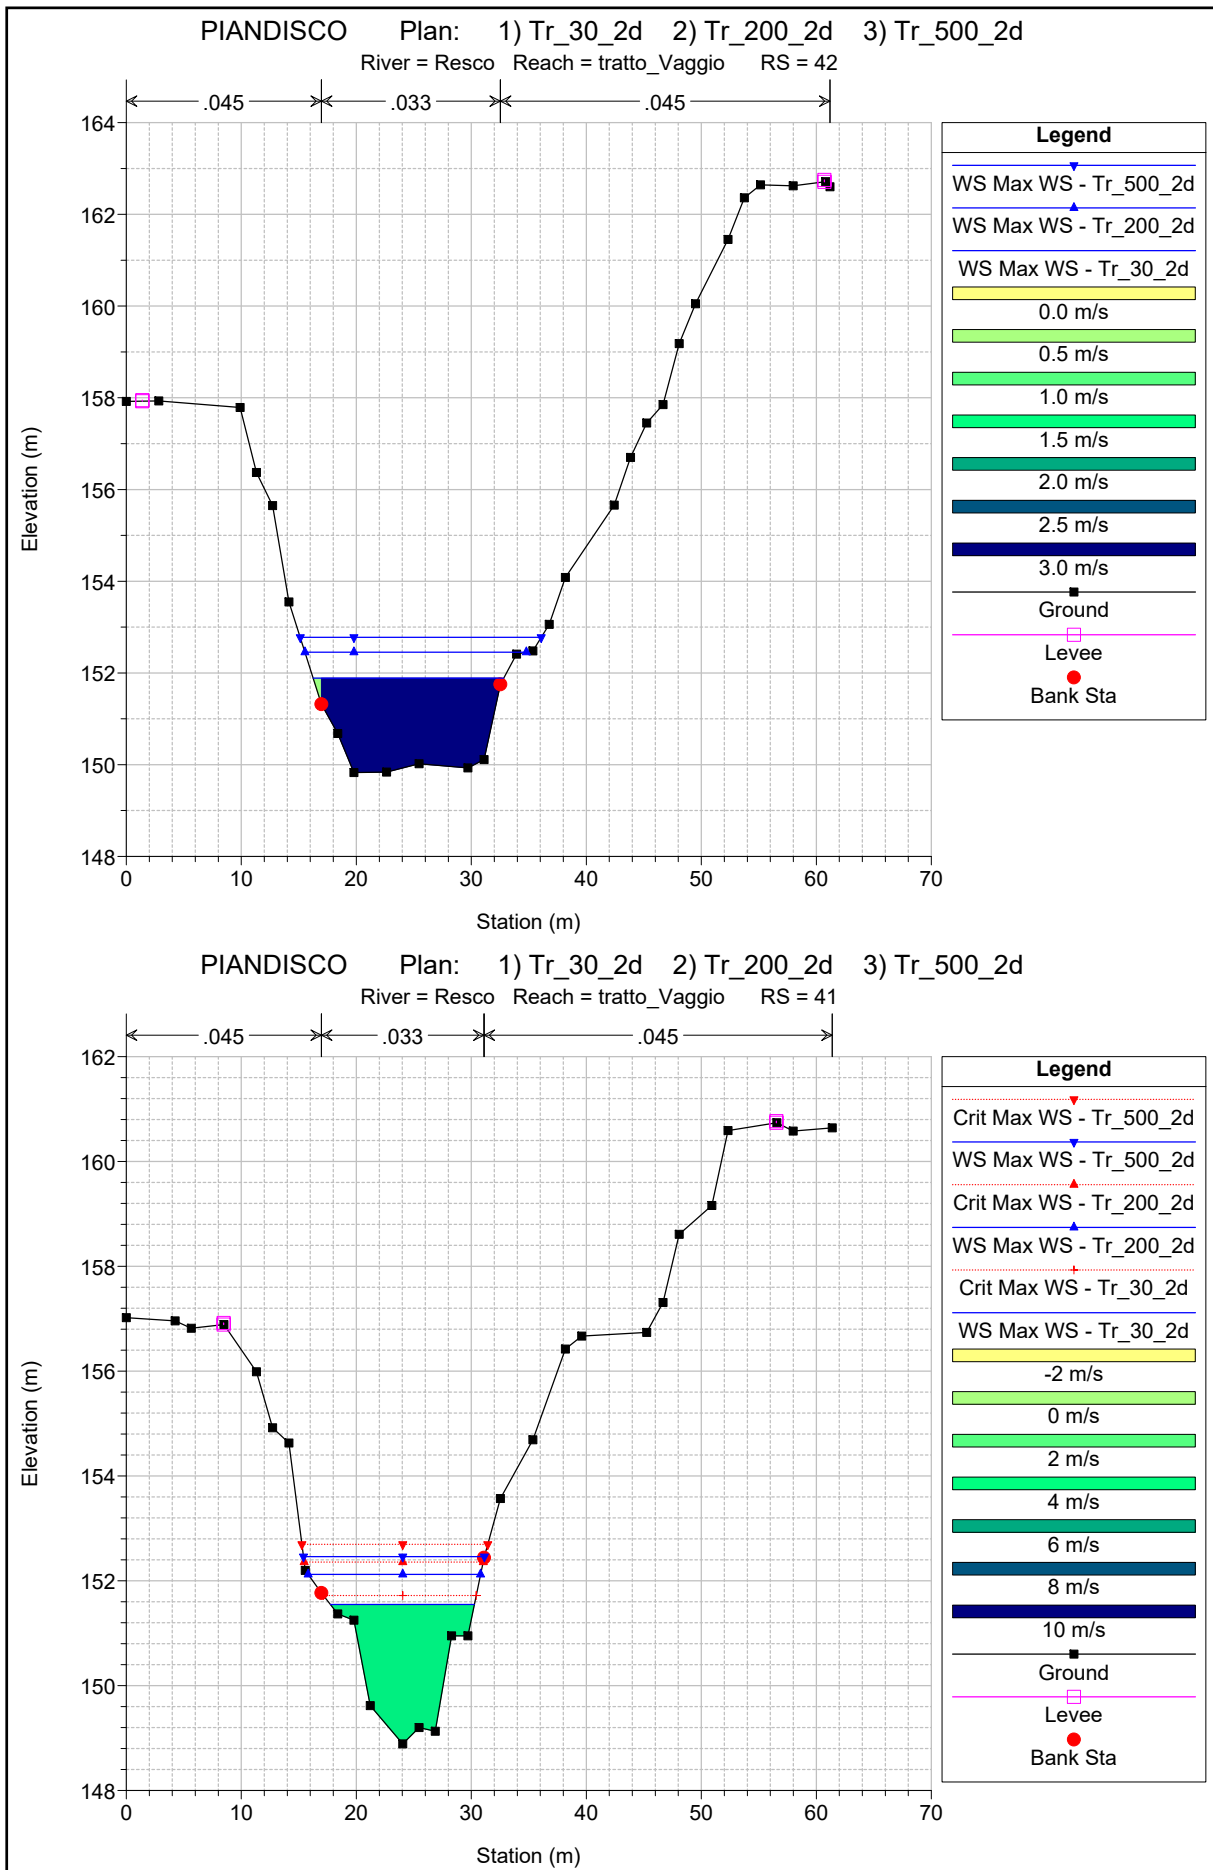 PIANDISCO Plan: 1) Tr_30_2d 2) Tr_200_2d 3) Tr_500_2d
River = Resco Reach = tratto_Vaggio RS = 42
.045 .033 .045
164
162
160
158
156
154
152
150
148
Elevation (m)
0 10 20 30 40 50 60 70
Station (m)
Legend
WS Max WS - Tr_500_2d
WS Max WS - Tr_200_2d
WS Max WS - Tr_30_2d
0.0 m/s
0.5 m/s
1.0 m/s
1.5 m/s
2.0 m/s
2.5 m/s
3.0 m/s
Ground
Levee
Bank Sta
PIANDISCO Plan: 1) Tr_30_2d 2) Tr_200_2d 3) Tr_500_2d
River = Resco Reach = tratto_Vaggio RS = 41
.045 .033 .045
162
160
158
156
154
152
150
148
Elevation (m)
0 10 20 30 40 50 60 70
Station (m)
Legend
Crit Max WS - Tr_500_2d
WS Max WS - Tr_500_2d
Crit Max WS - Tr_200_2d
WS Max WS - Tr_200_2d
Crit Max WS - Tr_30_2d
WS Max WS - Tr_30_2d
-2 m/s
0 m/s
2 m/s
4 m/s
6 m/s
8 m/s
10 m/s
Ground
Levee
Bank Sta